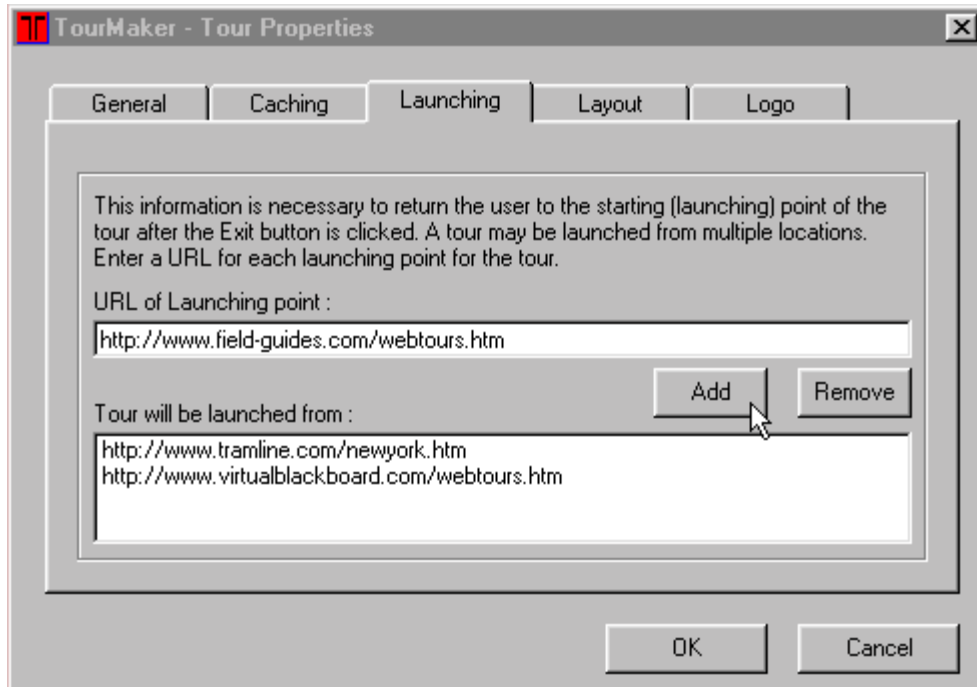 TourMaker - Tour Properties
General Caching Launching Layout Logo
This information is necessary to return the user to the starting (launching) point of the
tour after the Exit button is clicked. A tour may be launched from multiple locations.
Enter a URL for each launching point for the tour.
URL of Launching point :
http://www.field-guides.com/webtours.htm
Add Remove
Tour will be launched from :
http://www.tramline.com/newyork.htm
http://www.virtualblackboard.com/webtours.htm
OK Cancel